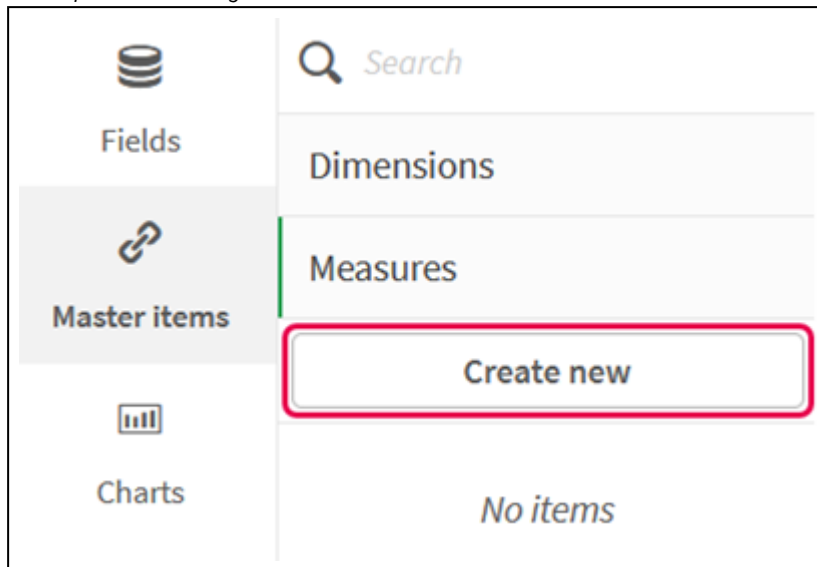 Fields
Master items
Charts
Search
Dimensions
Measures
Create new
No items